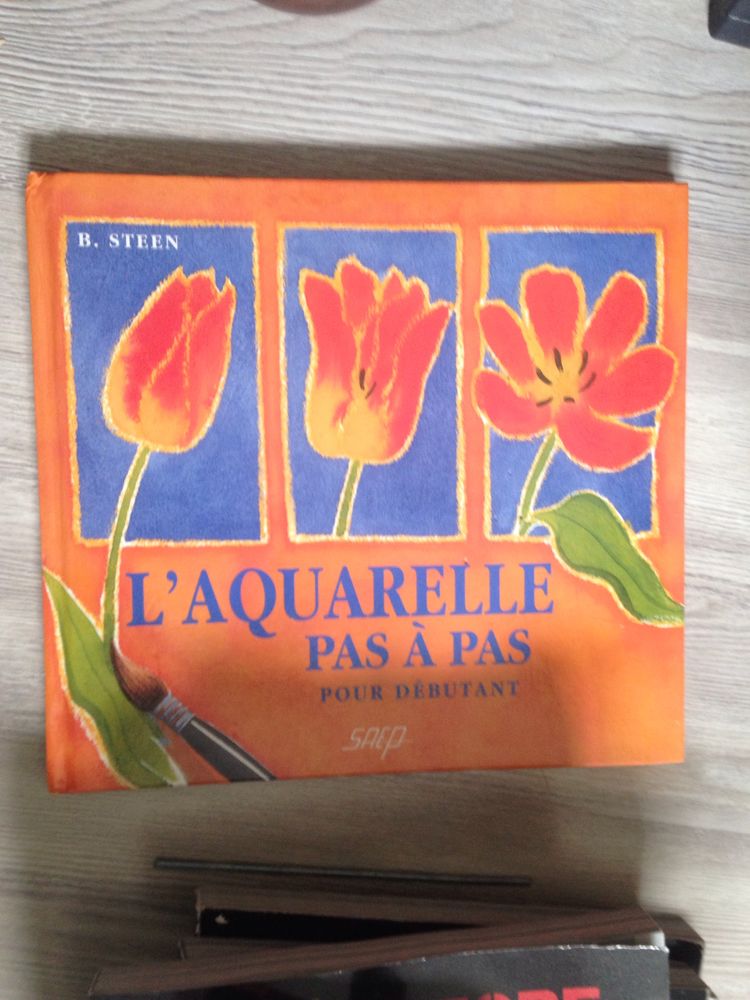 B. STEEN
L'AQUARELLE
PAS À PAS
POUR DÉBUTANT
SAEP